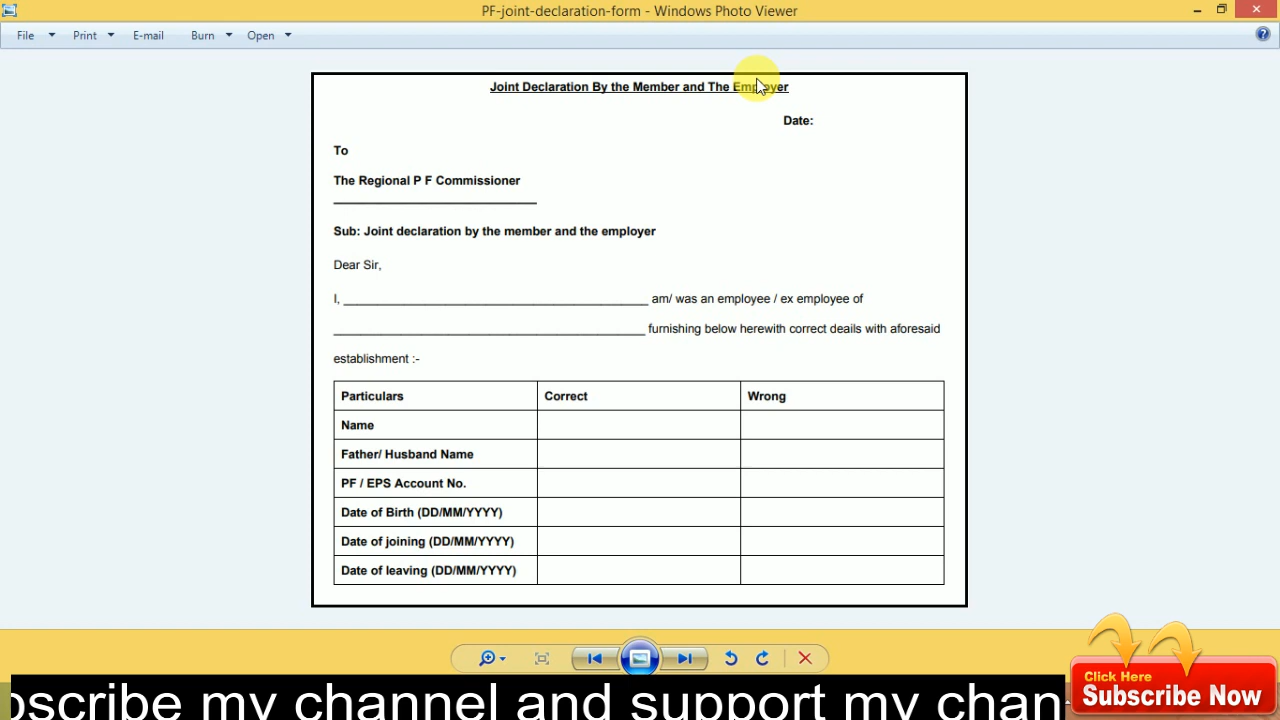 PF-joint-declaration-form - Windows Photo Viewer
File Print E-mail Burn Open
Joint Declaration By the Member and The Employer
Date:
To
The Regional P F Commissioner
Sub: Joint declaration by the member and the employer
Dear Sir,
I, ______________________________ am/ was an employee / ex employee of
______________________________ furnishing below herewith correct deails with aforesaid
establishment :-
Particulars Correct Wrong
Name
Father/ Husband Name
PF / EPS Account No.
Date of Birth (DD/MM/YYYY)
Date of joining (DD/MM/YYYY)
Date of leaving (DD/MM/YYYY)
Click Here
Subscribe Now
my channel and support my chan